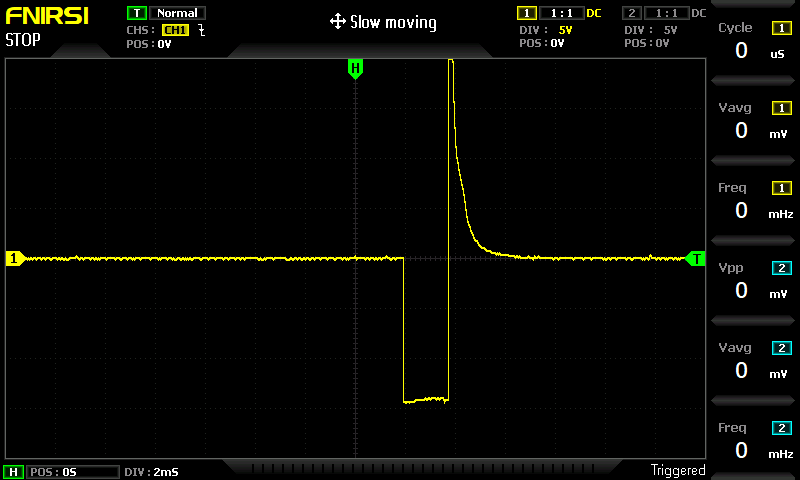 FNIRSI
STOP
T Normal
CHS: CH1
POS: 0V
Slow moving
1 1:1 DC
DIV: 5V
POS: 0V
2 1:1 DC
DIV: 5V
POS: 0V
H
1
T
Cycle 1
0 uS
Vavg 1
0 mV
Freq 1
0 mHz
Vpp 2
0 mV
Vavg 2
0 mV
Freq 2
0 mHz
H POS: 0S DIV: 2mS
Triggered